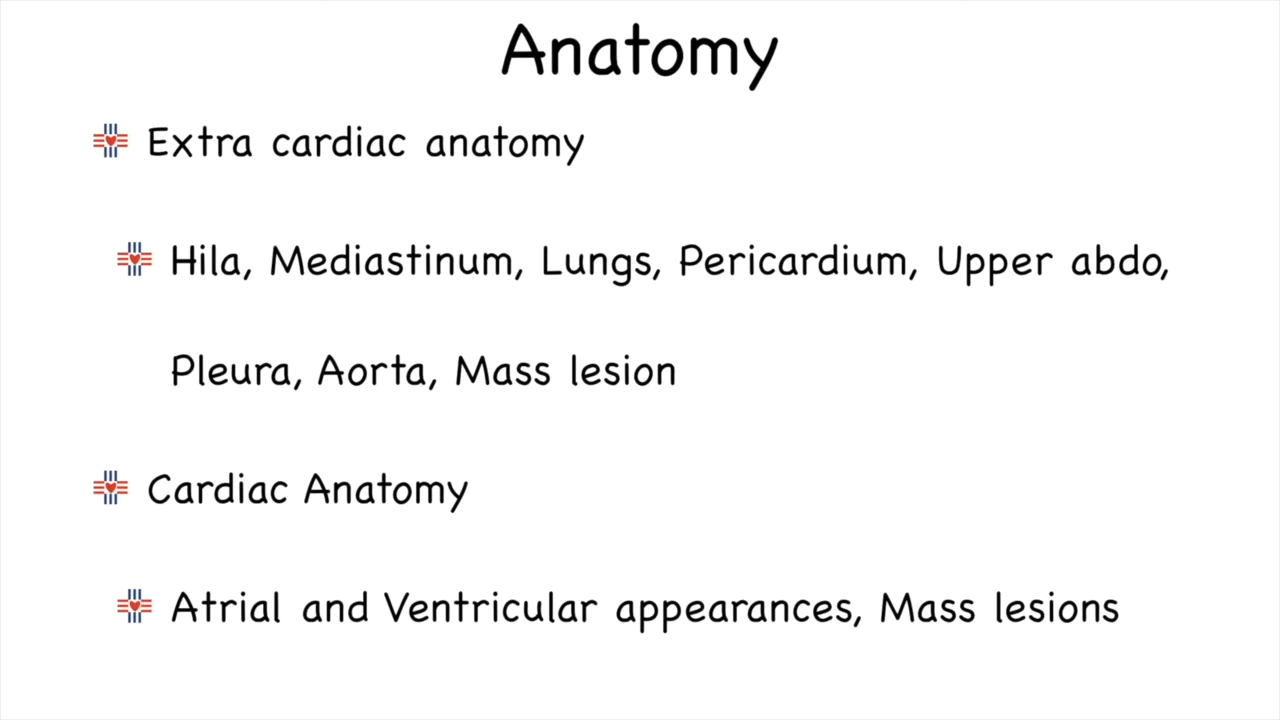 Anatomy
Extra cardiac anatomy
Hila, Mediastinum, Lungs, Pericardium, Upper abdo,
Pleura, Aorta, Mass lesion
Cardiac Anatomy
Atrial and Ventricular appearances, Mass lesions